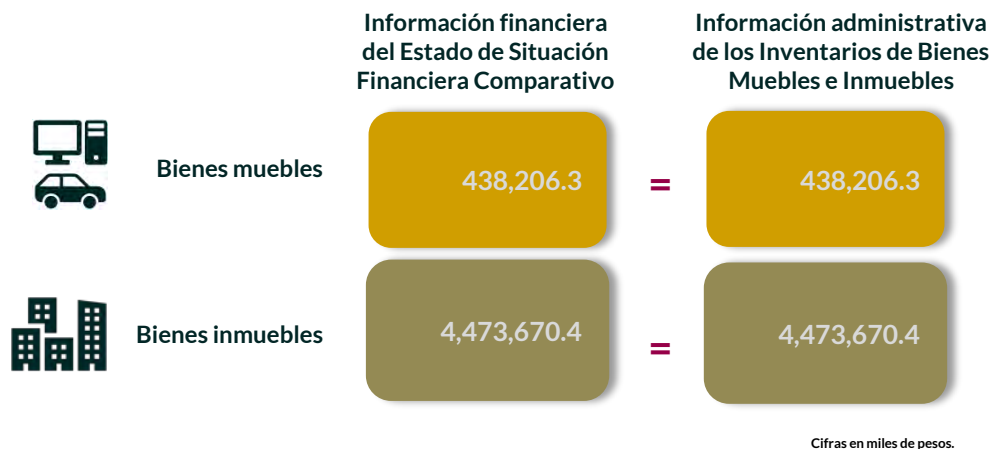 Información financiera
del Estado de Situación
Financiera Comparativo
Información administrativa
de los Inventarios de Bienes
Muebles e Inmuebles
Bienes muebles
438,206.3
=
438,206.3
Bienes inmuebles
4,473,670.4
=
4,473,670.4
Cifras en miles de pesos.